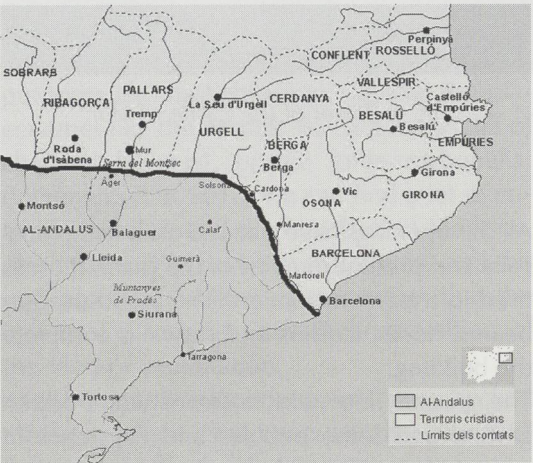 Perpinyà
CONFLENT
ROSSELLÓ
SOBRARB
VALLESPIR
PALLARS
RIBAGORÇA
La Seu d'Urgell
CERDANYA
Castelló
d'Empúries
Tremp
BESALÚ
Besalú
URGELL
BERGA
EMPÚRIES
Roda
d'Isàbena
Mur
Serra del Montsec
Berga
Girona
Àger
Solsona
Cardona
Vic
GIRONA
OSONA
Montsó
AL-ANDALUS
Balaguer
Calaf
Manresa
BARCELONA
Lleida
Guimerà
Martorell
Muntanyes
de Prades
Barcelona
Siurana
Tarragona
Tortosa
Al-Andalus
Territoris cristians
Límits dels comtats